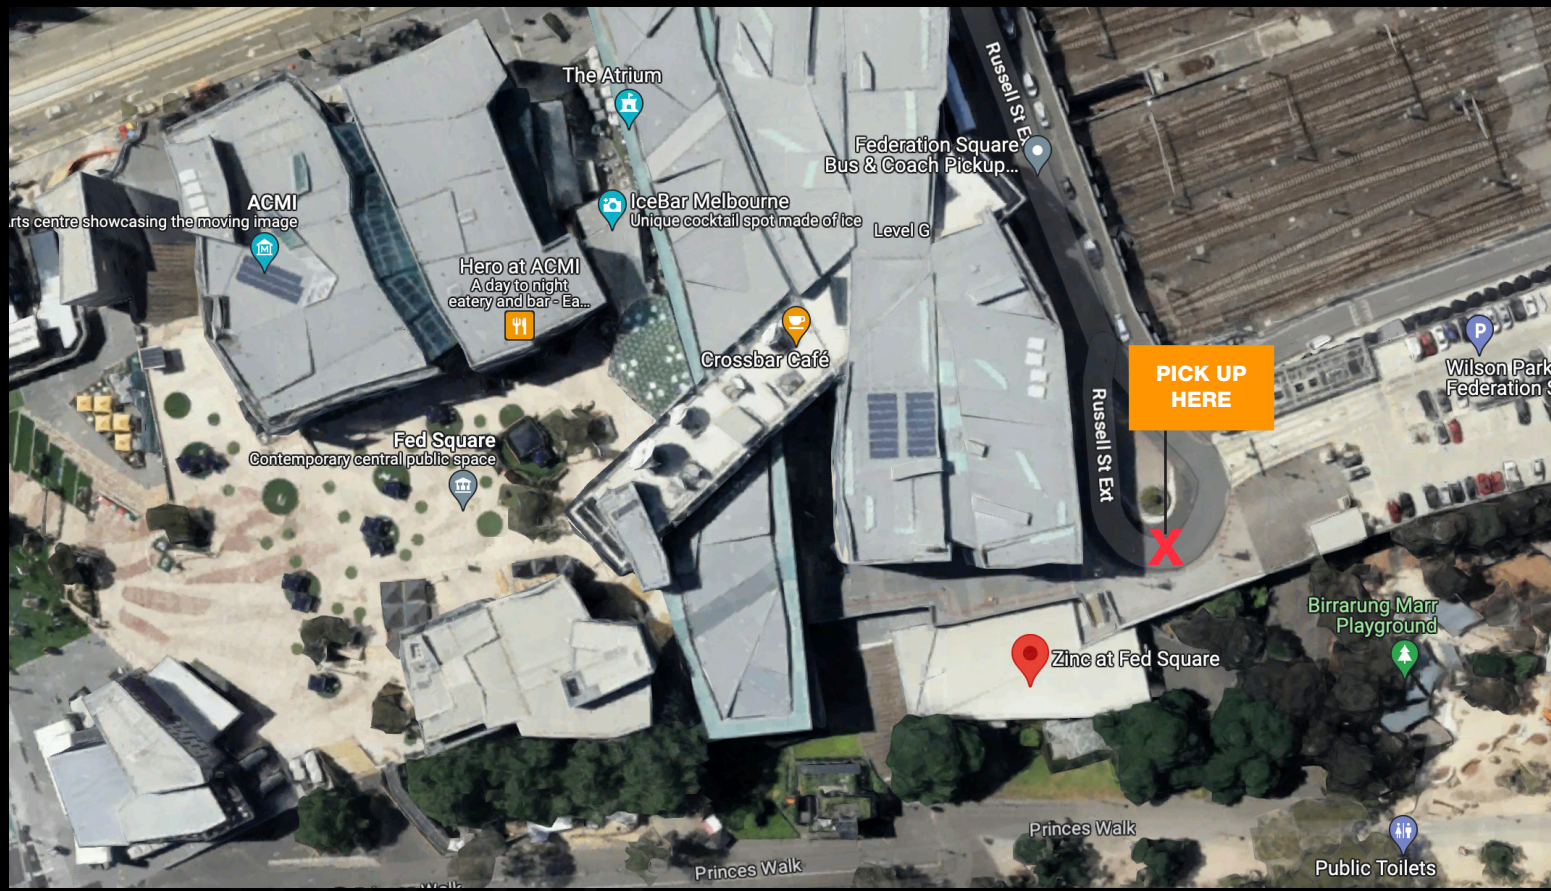 The Atrium
Russell St E
Federation Square
Bus & Coach Pickup...
ACMI
rts centre showcasing the moving image
IceBar Melbourne
Unique cocktail spot made of ice
Level G
Hero at ACMI
A day to night
eatery and bar - Ea...
Crossbar Café
P
Wilson Park
Federation S
PICK UP
HERE
Russell St Ext
Fed Square
Contemporary central public space
X
Birrarung Marr
Playground
Zinc at Fed Square
Princes Walk
Princes Walk
Public Toilets
Walk